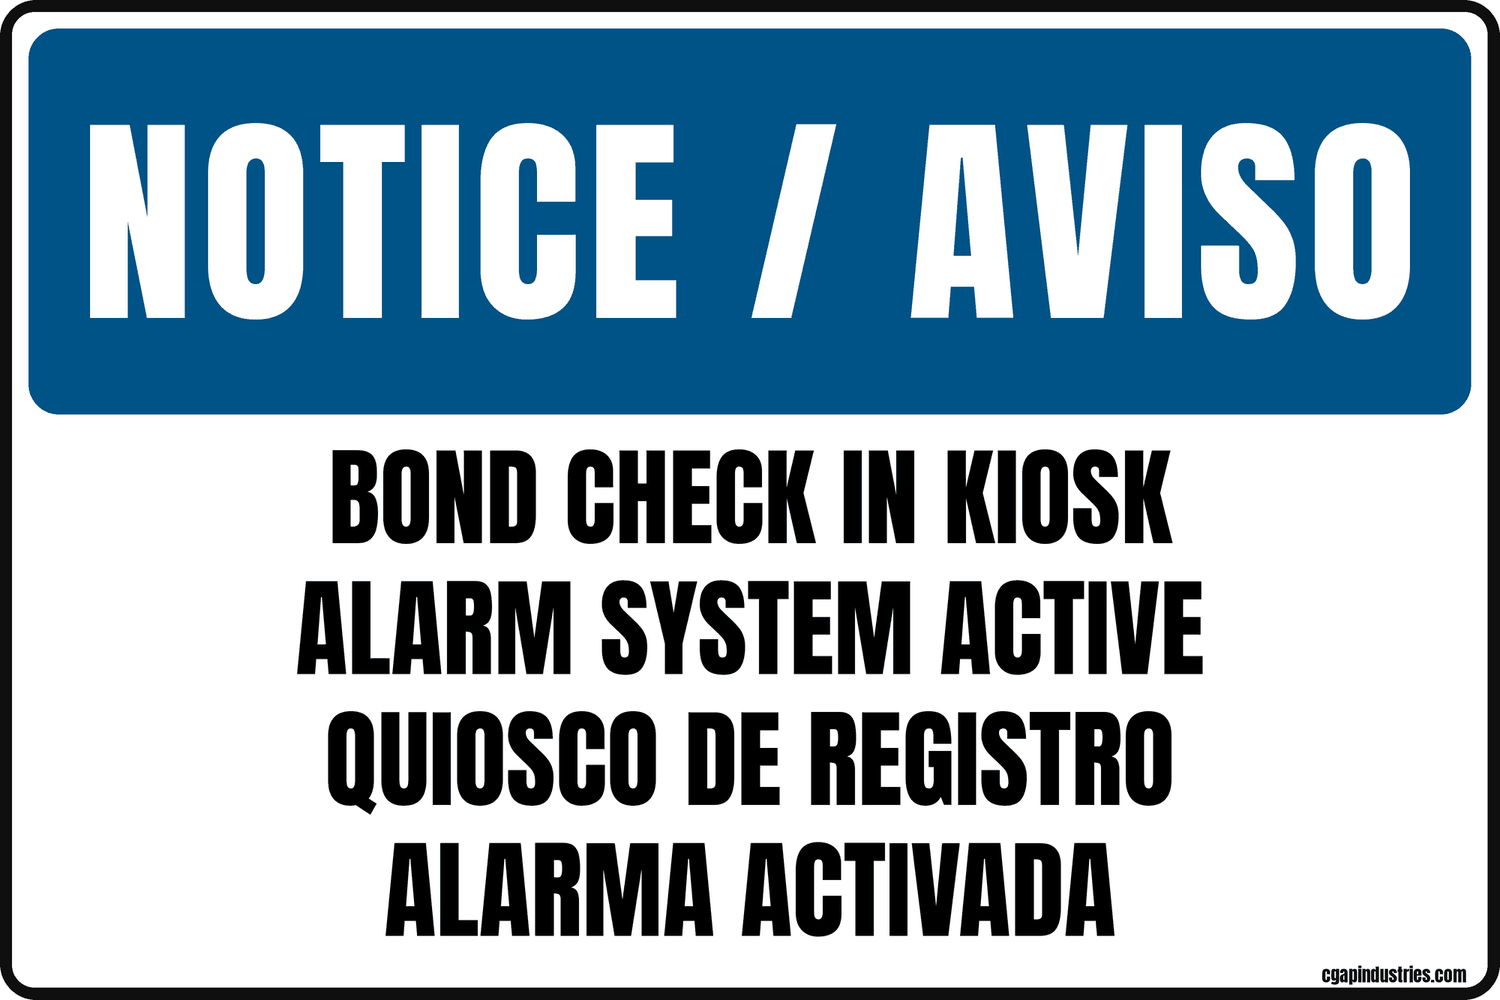 NOTICE / AVISO
BOND CHECK IN KIOSK
ALARM SYSTEM ACTIVE
QUIOSCO DE REGISTRO
ALARMA ACTIVADA
cgapindustries.com